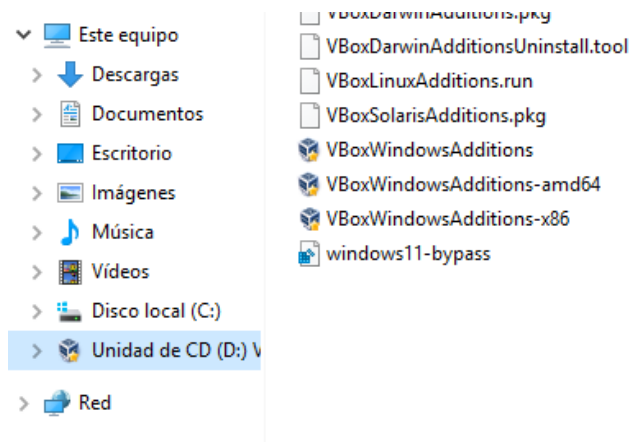 Este equipo
Descargas
Documentos
Escritorio
Imágenes
Música
Vídeos
Disco local (C:)
Unidad de CD (D:) V
Red
VBoxDarwinAdditions.pkg
VBoxDarwinAdditionsUninstall.tool
VBoxLinuxAdditions.run
VBoxSolarisAdditions.pkg
VBoxWindowsAdditions
VBoxWindowsAdditions-amd64
VBoxWindowsAdditions-x86
windows11-bypass